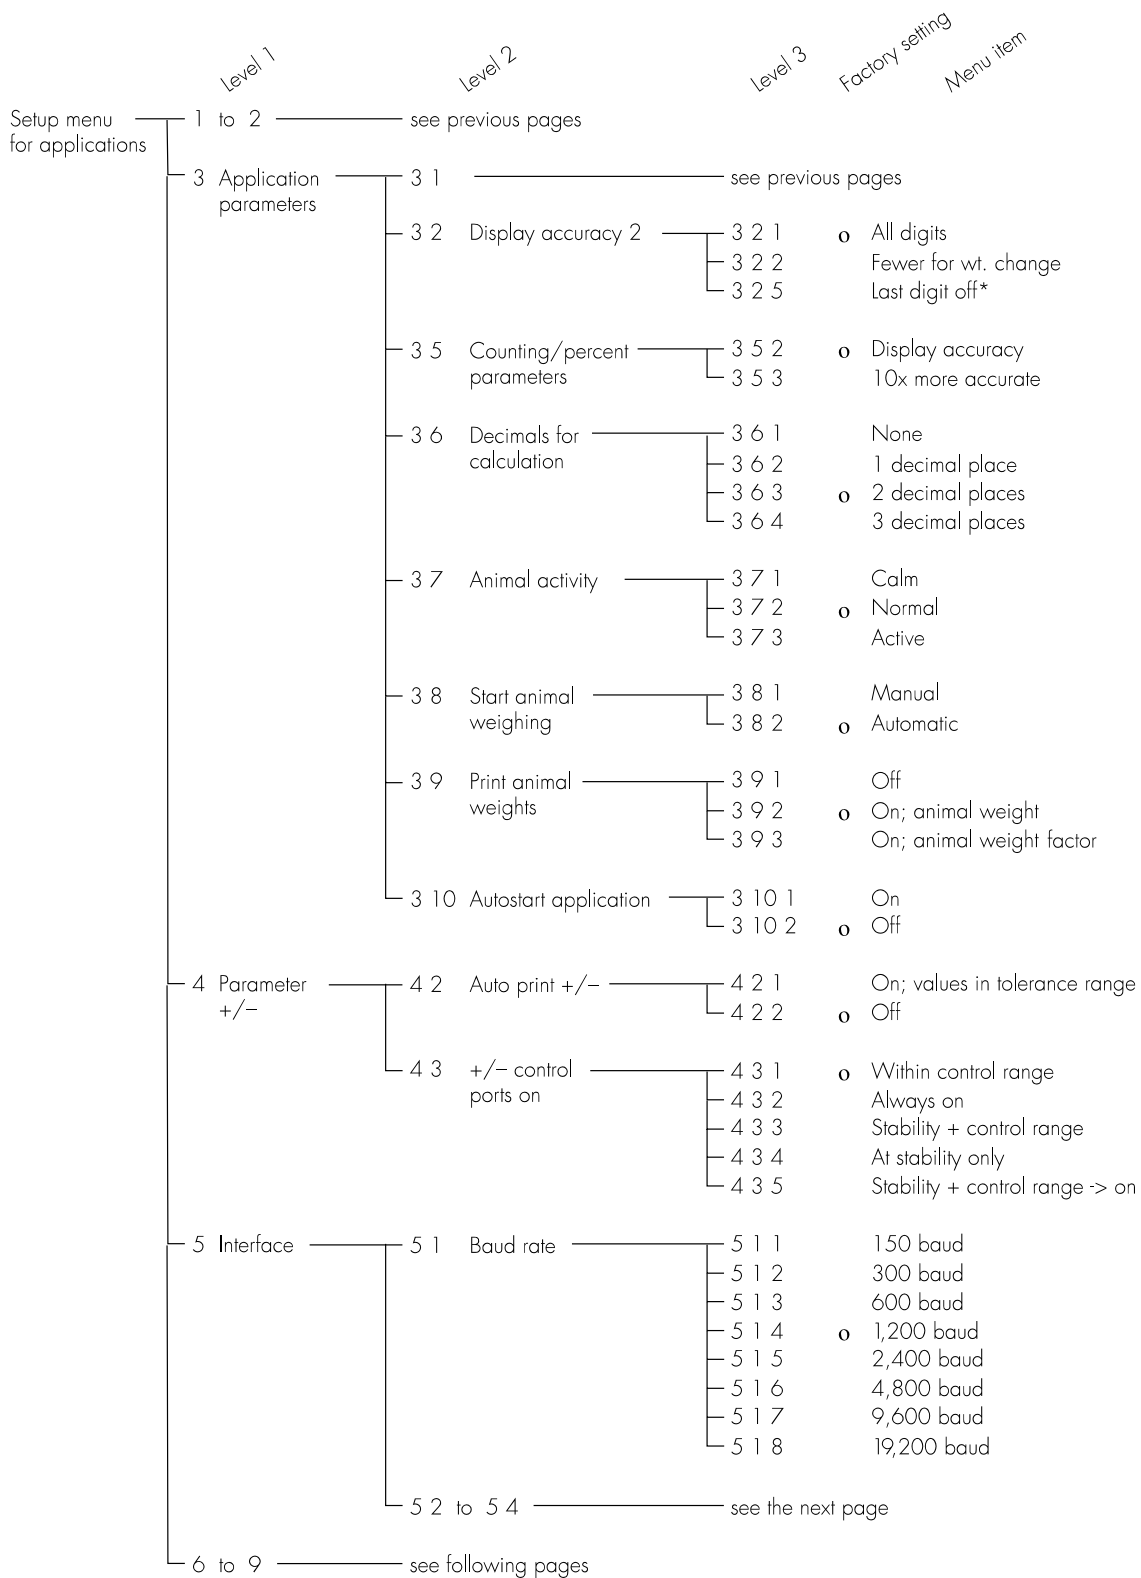 Level 1 Level 2 Level 3 Factory setting Menu item
Setup menu 1 to 2 see previous pages
for applications
3 Application 3 1 see previous pages
parameters
3 2 Display accuracy 2 3 2 1 o All digits
3 2 2 Fewer for wt. change
3 2 5 Last digit off*
3 5 Counting/percent 3 5 2 o Display accuracy
parameters 3 5 3 10x more accurate
3 6 Decimals for 3 6 1 None
calculation 3 6 2 1 decimal place
3 6 3 o 2 decimal places
3 6 4 3 decimal places
3 7 Animal activity 3 7 1 Calm
3 7 2 o Normal
3 7 3 Active
3 8 Start animal 3 8 1 Manual
weighing 3 8 2 o Automatic
3 9 Print animal 3 9 1 Off
weights 3 9 2 o On; animal weight
3 9 3 On; animal weight factor
3 10 Autostart application 3 10 1 On
3 10 2 o Off
4 Parameter 4 2 Auto print +/− 4 2 1 On; values in tolerance range
+/− 4 2 2 o Off
4 3 +/− control 4 3 1 o Within control range
ports on 4 3 2 Always on
4 3 3 Stability + control range
4 3 4 At stability only
4 3 5 Stability + control range -> on
5 Interface 5 1 Baud rate 5 1 1 150 baud
5 1 2 300 baud
5 1 3 600 baud
5 1 4 o 1,200 baud
5 1 5 2,400 baud
5 1 6 4,800 baud
5 1 7 9,600 baud
5 1 8 19,200 baud
5 2 to 5 4 see the next page
6 to 9 see following pages